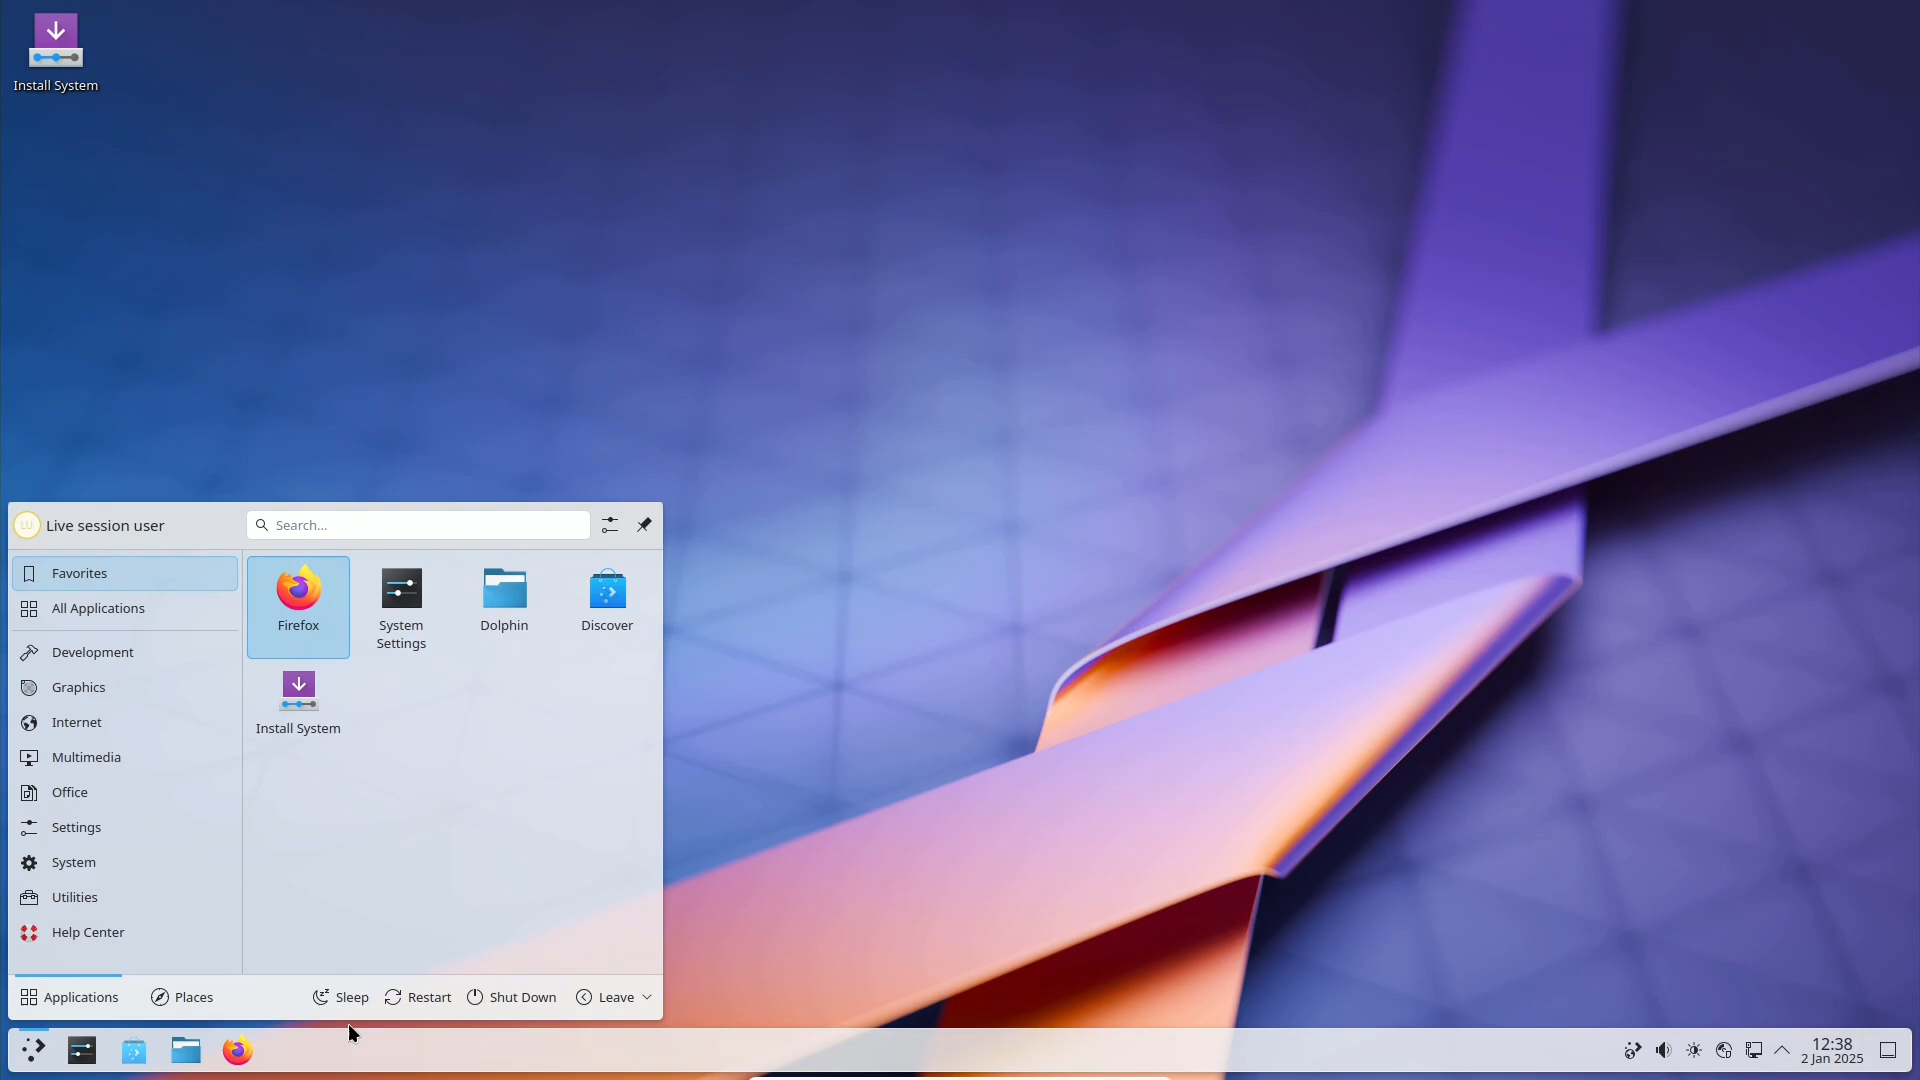 Install System
LU
Live session user
Search...
Favorites
All Applications
Development
Graphics
Internet
Multimedia
Office
Settings
System
Utilities
Help Center
Firefox
System
Settings
Dolphin
Discover
Install System
Applications
Places
Sleep
Restart
Shut Down
Leave
12:38
2 Jan 2025